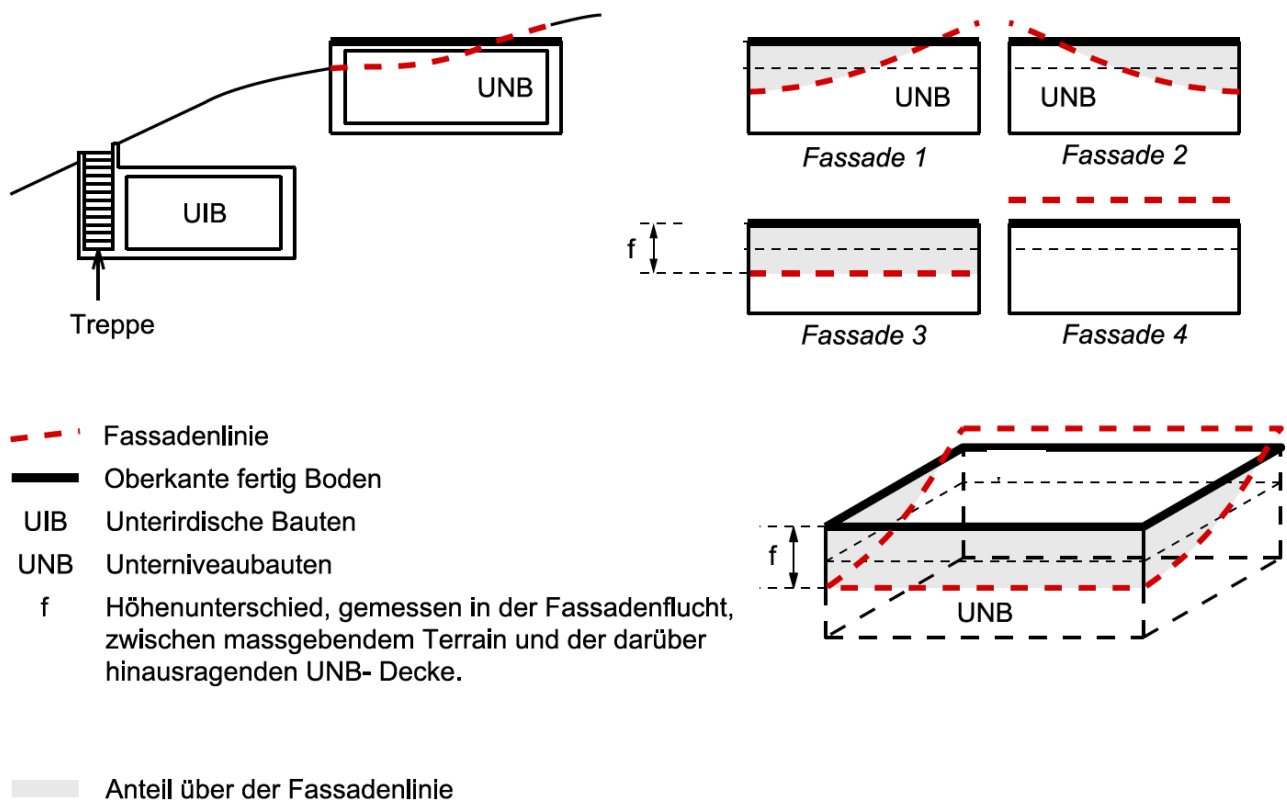 UNB
UIB
Treppe
UNB
Fassade 1
UNB
Fassade 2
f
Fassade 3
Fassade 4
Fassadenlinie
Oberkante fertig Boden
UIB Unterirdische Bauten
UNB Unterniveaubauten
f Höhenunterschied, gemessen in der Fassadenflucht,
zwischen massgebendem Terrain und der darüber
hinausragenden UNB- Decke.
Anteil über der Fassadenlinie
f
UNB